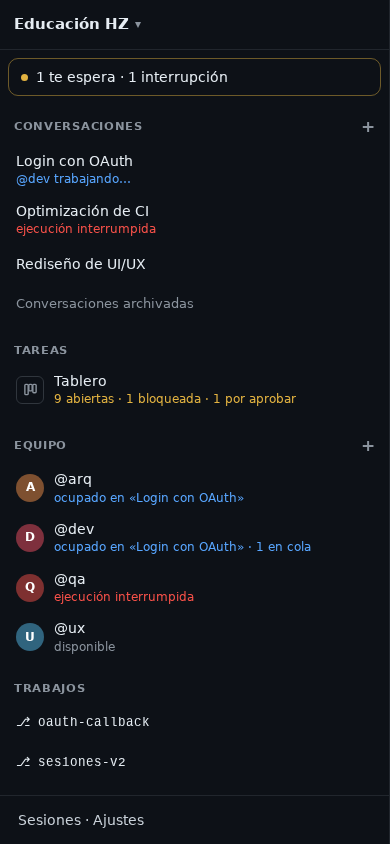 Educación HZ ▾
1 te espera · 1 interrupción
CONVERSACIONES +
Login con OAuth
@dev trabajando…
Optimización de CI
ejecución interrumpida
Rediseño de UI/UX
Conversaciones archivadas
TAREAS
Tablero
9 abiertas · 1 bloqueada · 1 por aprobar
EQUIPO +
A @arq
ocupado en «Login con OAuth»
D @dev
ocupado en «Login con OAuth» · 1 en cola
Q @qa
ejecución interrumpida
U @ux
disponible
TRABAJOS
⎇ oauth-callback
⎇ sesiones-v2
Sesiones · Ajustes